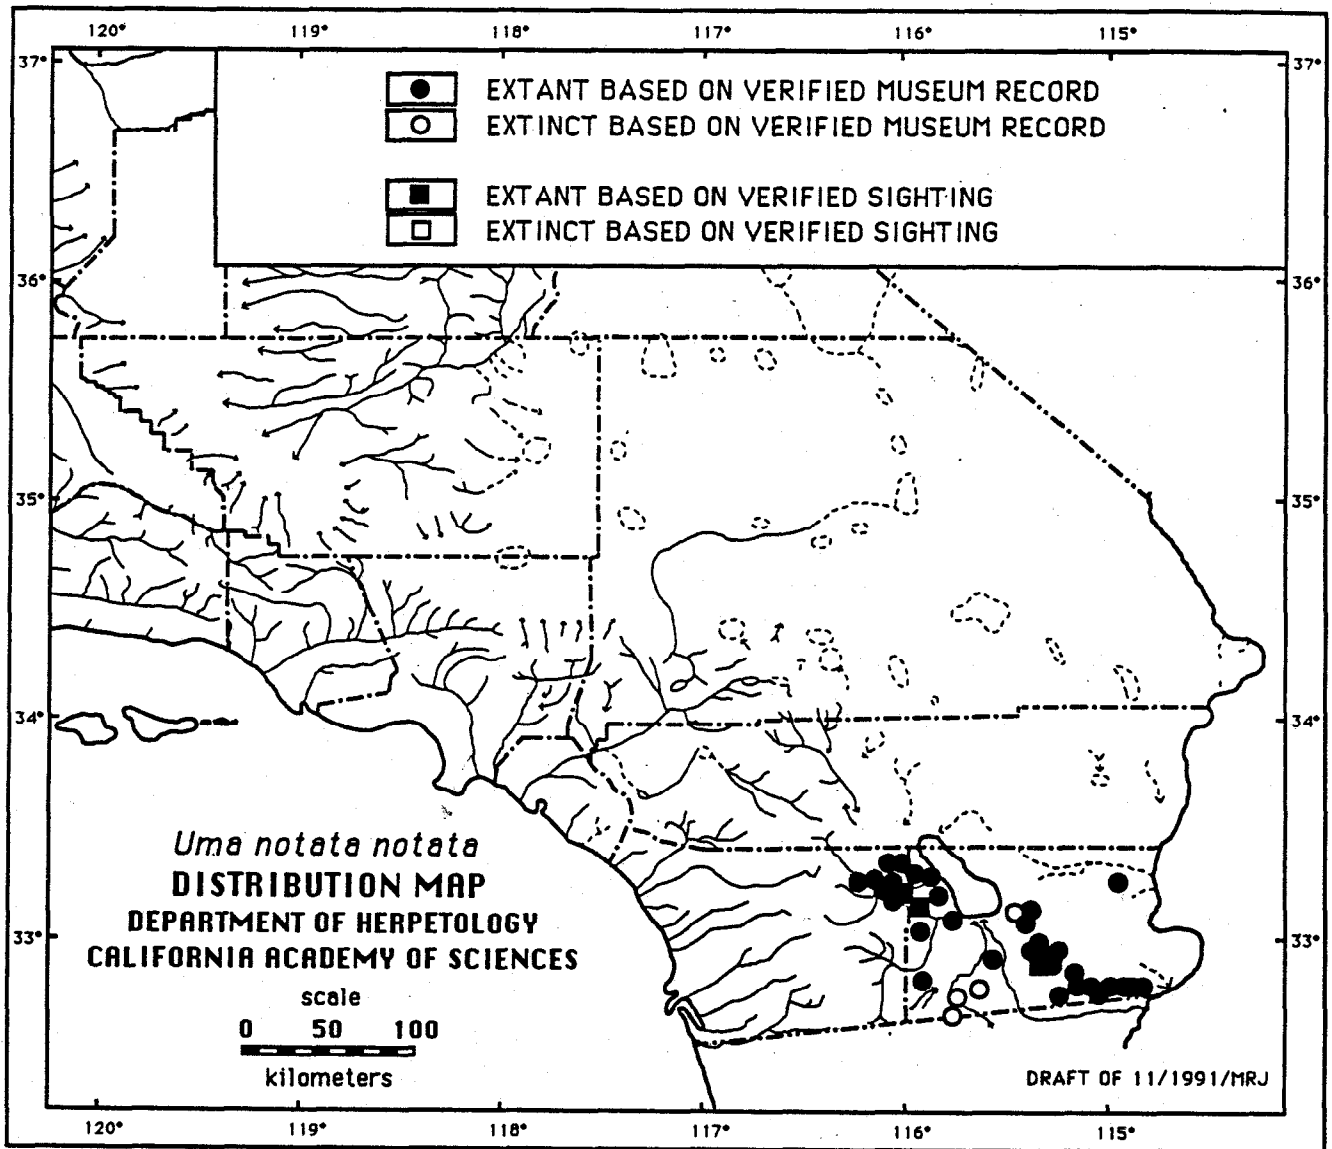 120° 119° 118° 117° 116° 115°
37° 37°
EXTANT BASED ON VERIFIED MUSEUM RECORD
EXTINCT BASED ON VERIFIED MUSEUM RECORD
EXTANT BASED ON VERIFIED SIGHTING
EXTINCT BASED ON VERIFIED SIGHTING
36° 36°
35° 35°
34° 34°
33° 33°
Uma notata notata
DISTRIBUTION MAP
DEPARTMENT OF HERPETOLOGY
CALIFORNIA ACADEMY OF SCIENCES
scale
0 50 100
kilometers
DRAFT OF 11/1991/MRJ
120° 119° 118° 117° 116° 115°